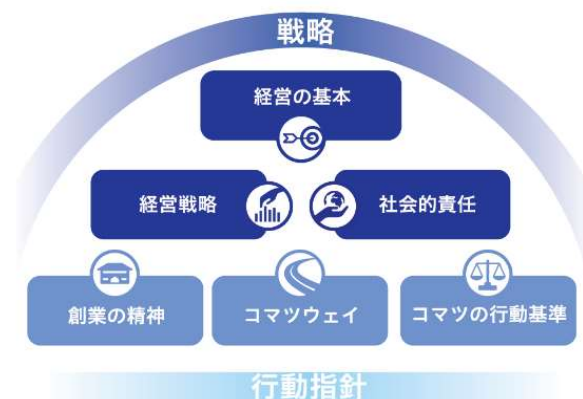 戦略
経営の基本
経営戦略
社会的責任
創業の精神
コマツウェイ
コマツの行動基準
行動指針